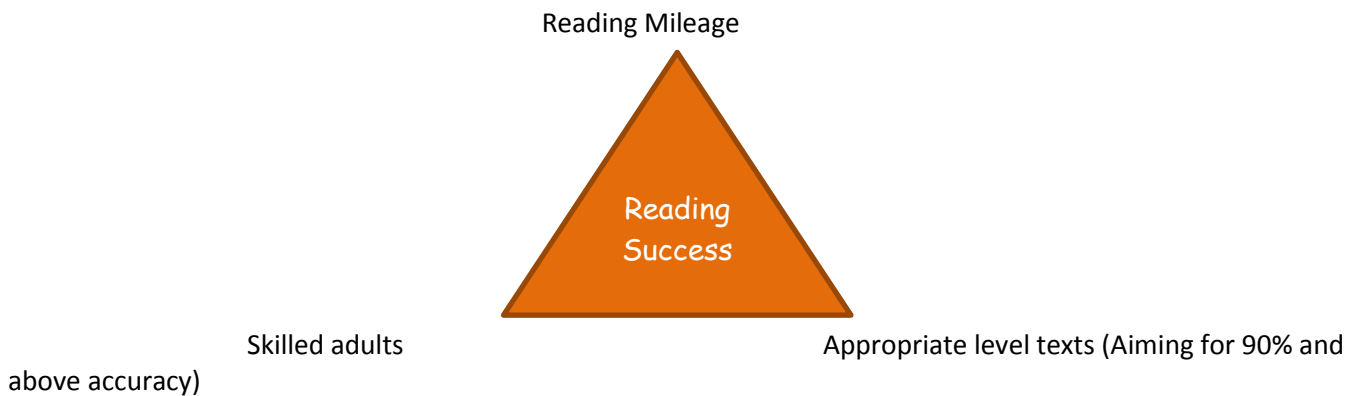 Reading Mileage
Reading
Success
Skilled adults Appropriate level texts (Aiming for 90% and
above accuracy)